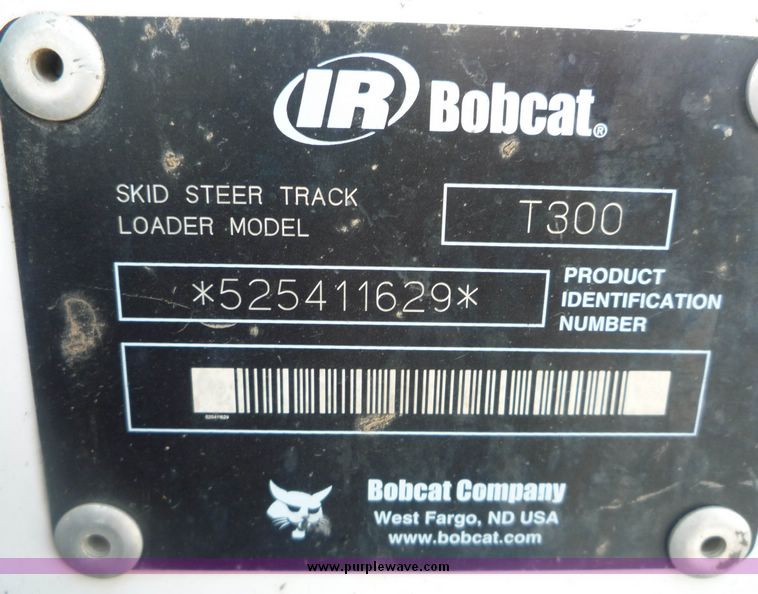 IR Bobcat®
SKID STEER TRACK
LOADER MODEL
T300
*525411629*
PRODUCT
IDENTIFICATION
NUMBER
525411629
Bobcat Company
West Fargo, ND USA
www.bobcat.com
www.purplewave.com